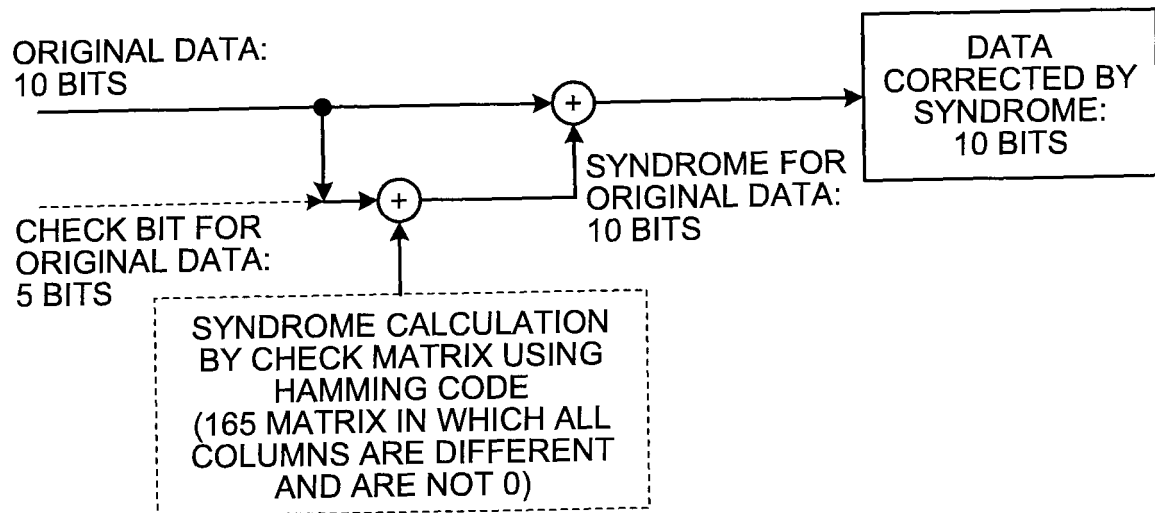 ORIGINAL DATA:
10 BITS
DATA
CORRECTED BY
SYNDROME:
10 BITS
+
SYNDROME FOR
ORIGINAL DATA:
10 BITS
+
CHECK BIT FOR
ORIGINAL DATA:
5 BITS
SYNDROME CALCULATION
BY CHECK MATRIX USING
HAMMING CODE
(165 MATRIX IN WHICH ALL
COLUMNS ARE DIFFERENT
AND ARE NOT 0)